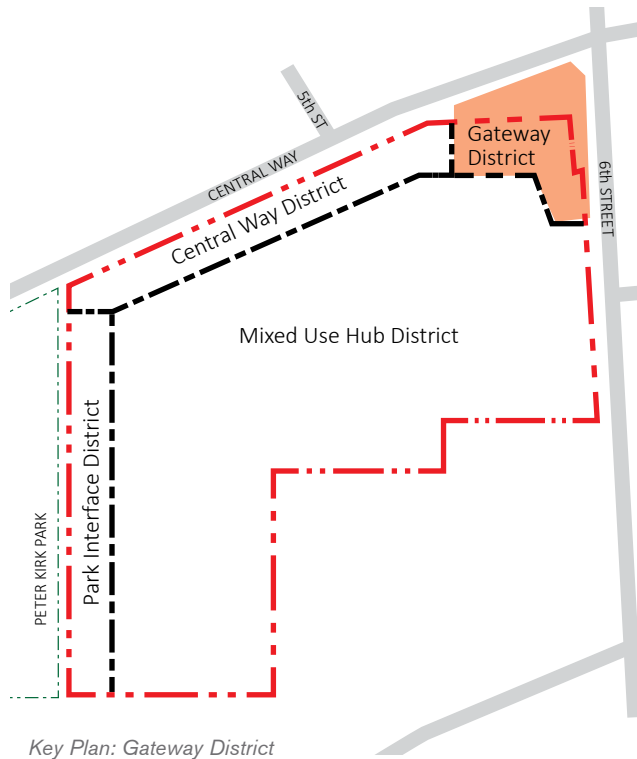 5th ST
CENTRAL WAY
Gateway
District
6th STREET
Central Way District
Mixed Use Hub District
Park Interface District
PETER KIRK PARK
Key Plan: Gateway District